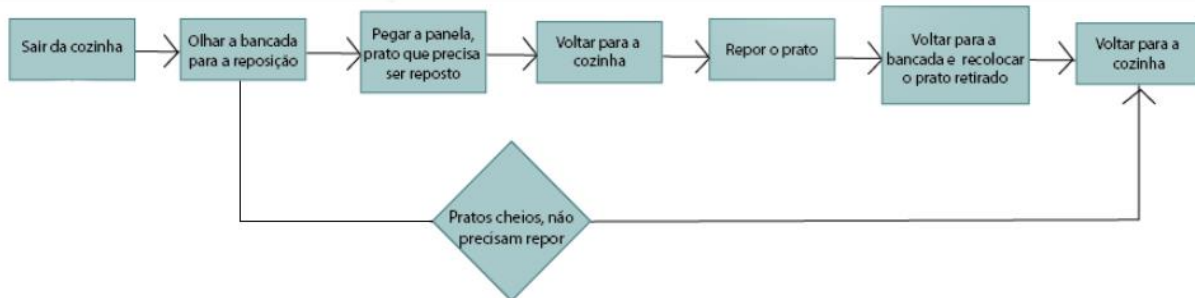 Sair da cozinha
Olhar a bancada
para a reposição
Pegar a panela,
prato que precisa
ser reposto
Voltar para a
cozinha
Repor o prato
Voltar para a
bancada e recolocar
o prato retirado
Voltar para a
cozinha
Pratos cheios, não
precisam repor